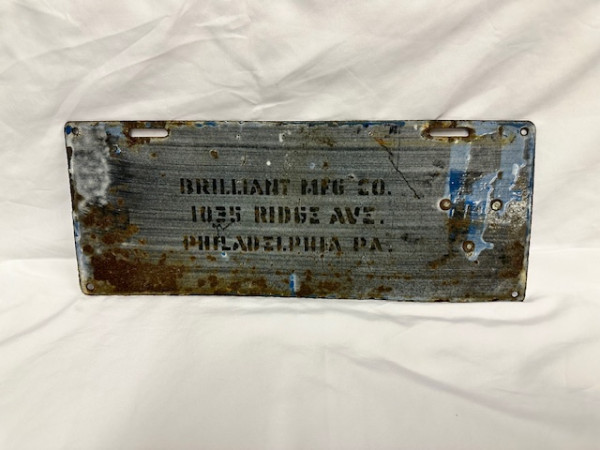 BRILLIANT MFG CO.
1035 RIDGE AVE.
PHILADELPHIA PA.